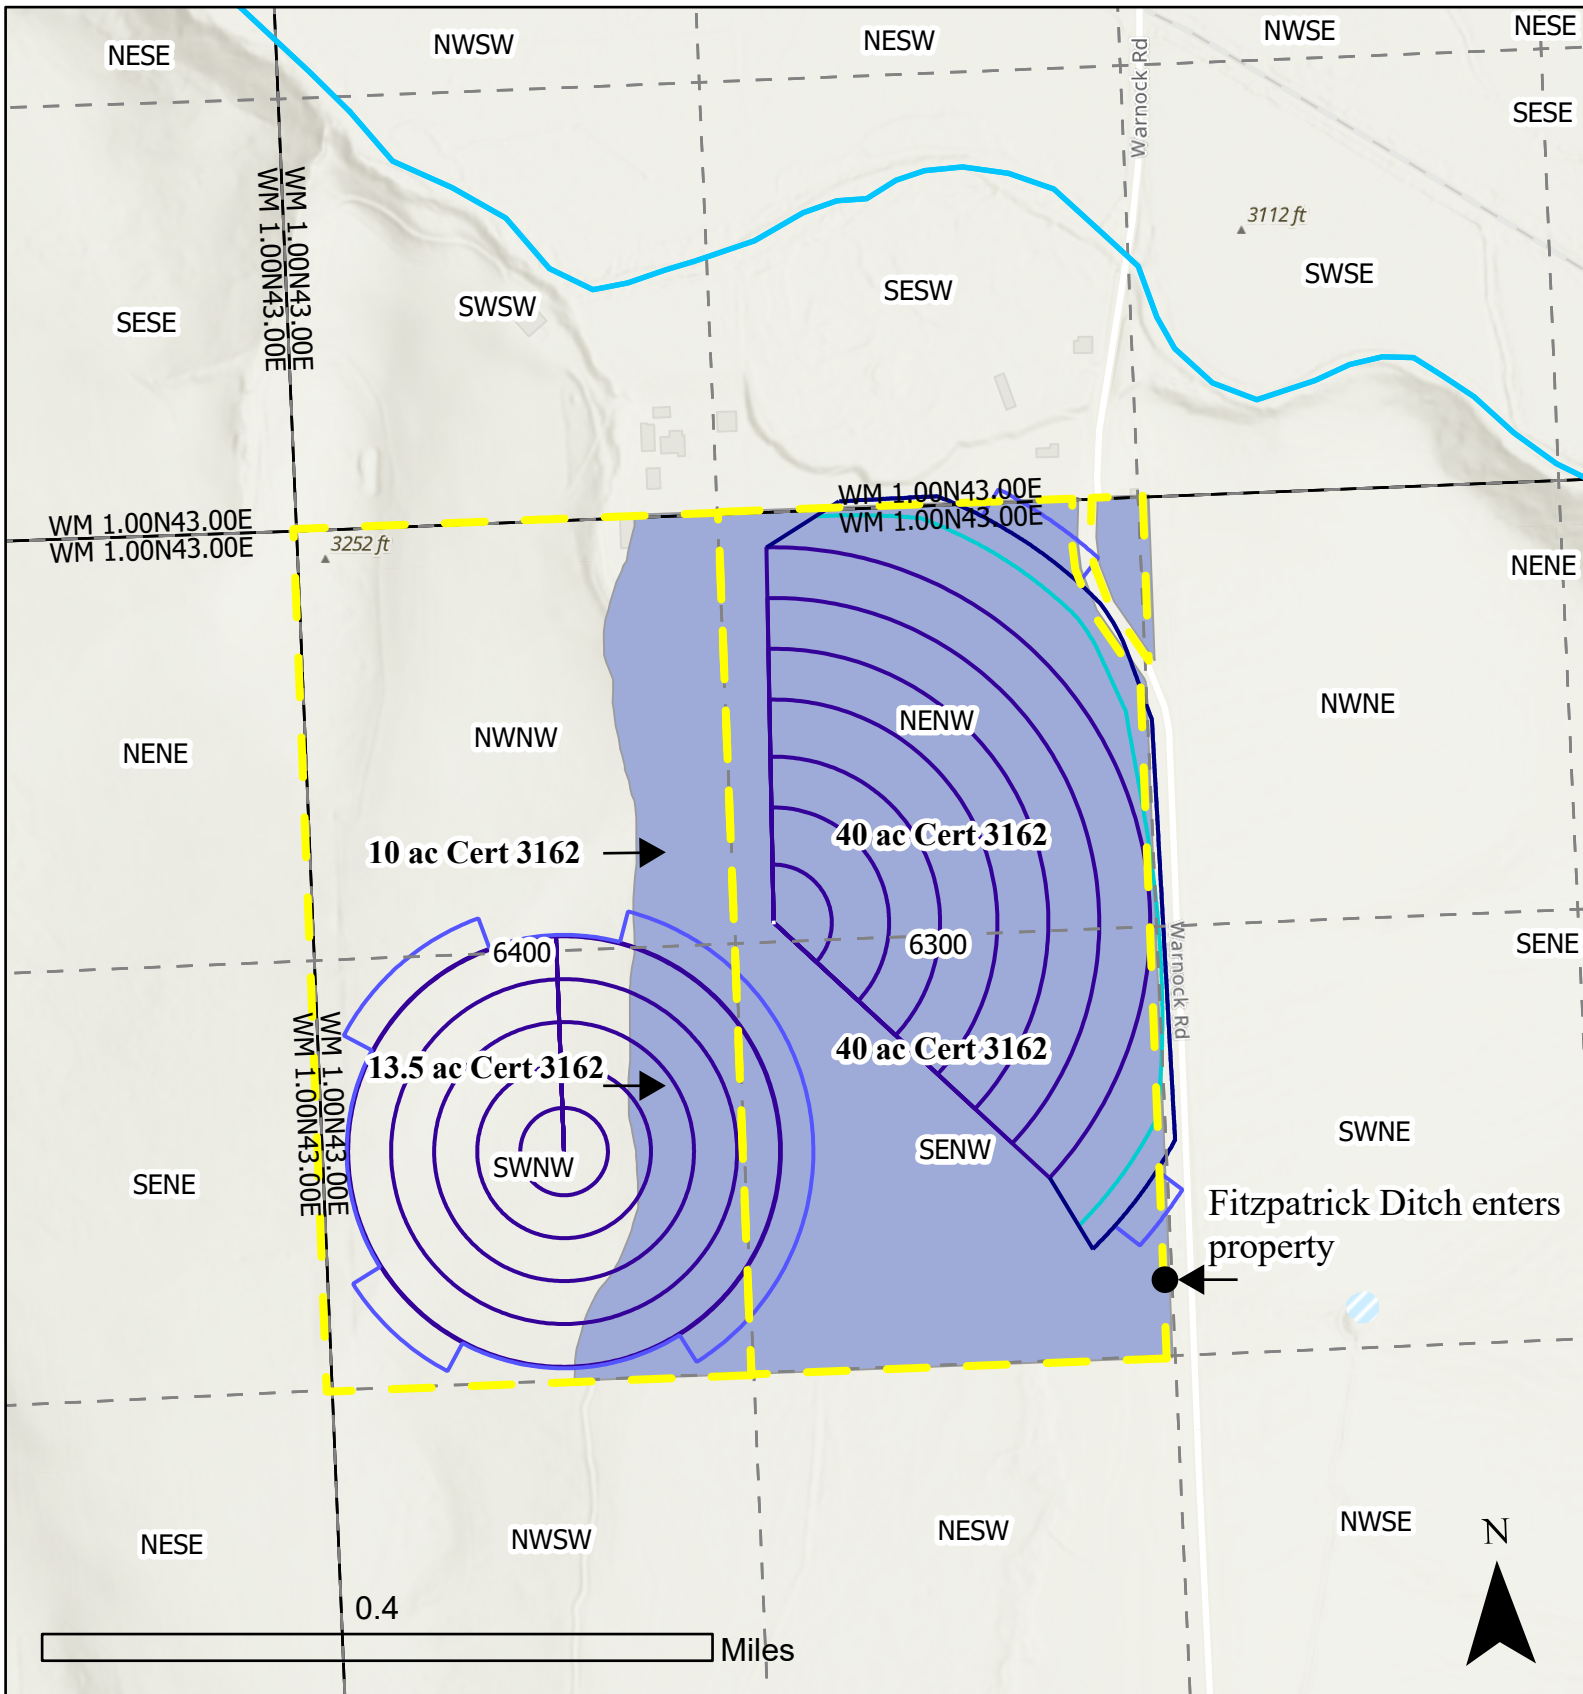 NESE
NWSW
NESW
NWSE
NESE
Warnock Rd
SESE
WM 1.00N43.00E
WM 1.00N43.00E
3112 ft
SWSE
SESW
SWSW
SESE
WM 1.00N43.00E
WM 1.00N43.00E
WM 1.00N43.00E
WM 1.00N43.00E
3252 ft
NENE
NWNE
NENW
NWNW
NENE
40 ac Cert 3162
10 ac Cert 3162
6300
6400
SENE
Warnock Rd
WM 1.00N43.00E
WM 1.00N43.00E
40 ac Cert 3162
13.5 ac Cert 3162
SWNE
SENW
SWNW
SENE
Fitzpatrick Ditch enters
property
NWSE
NESW
NWSW
NESE
N
0.4
Miles